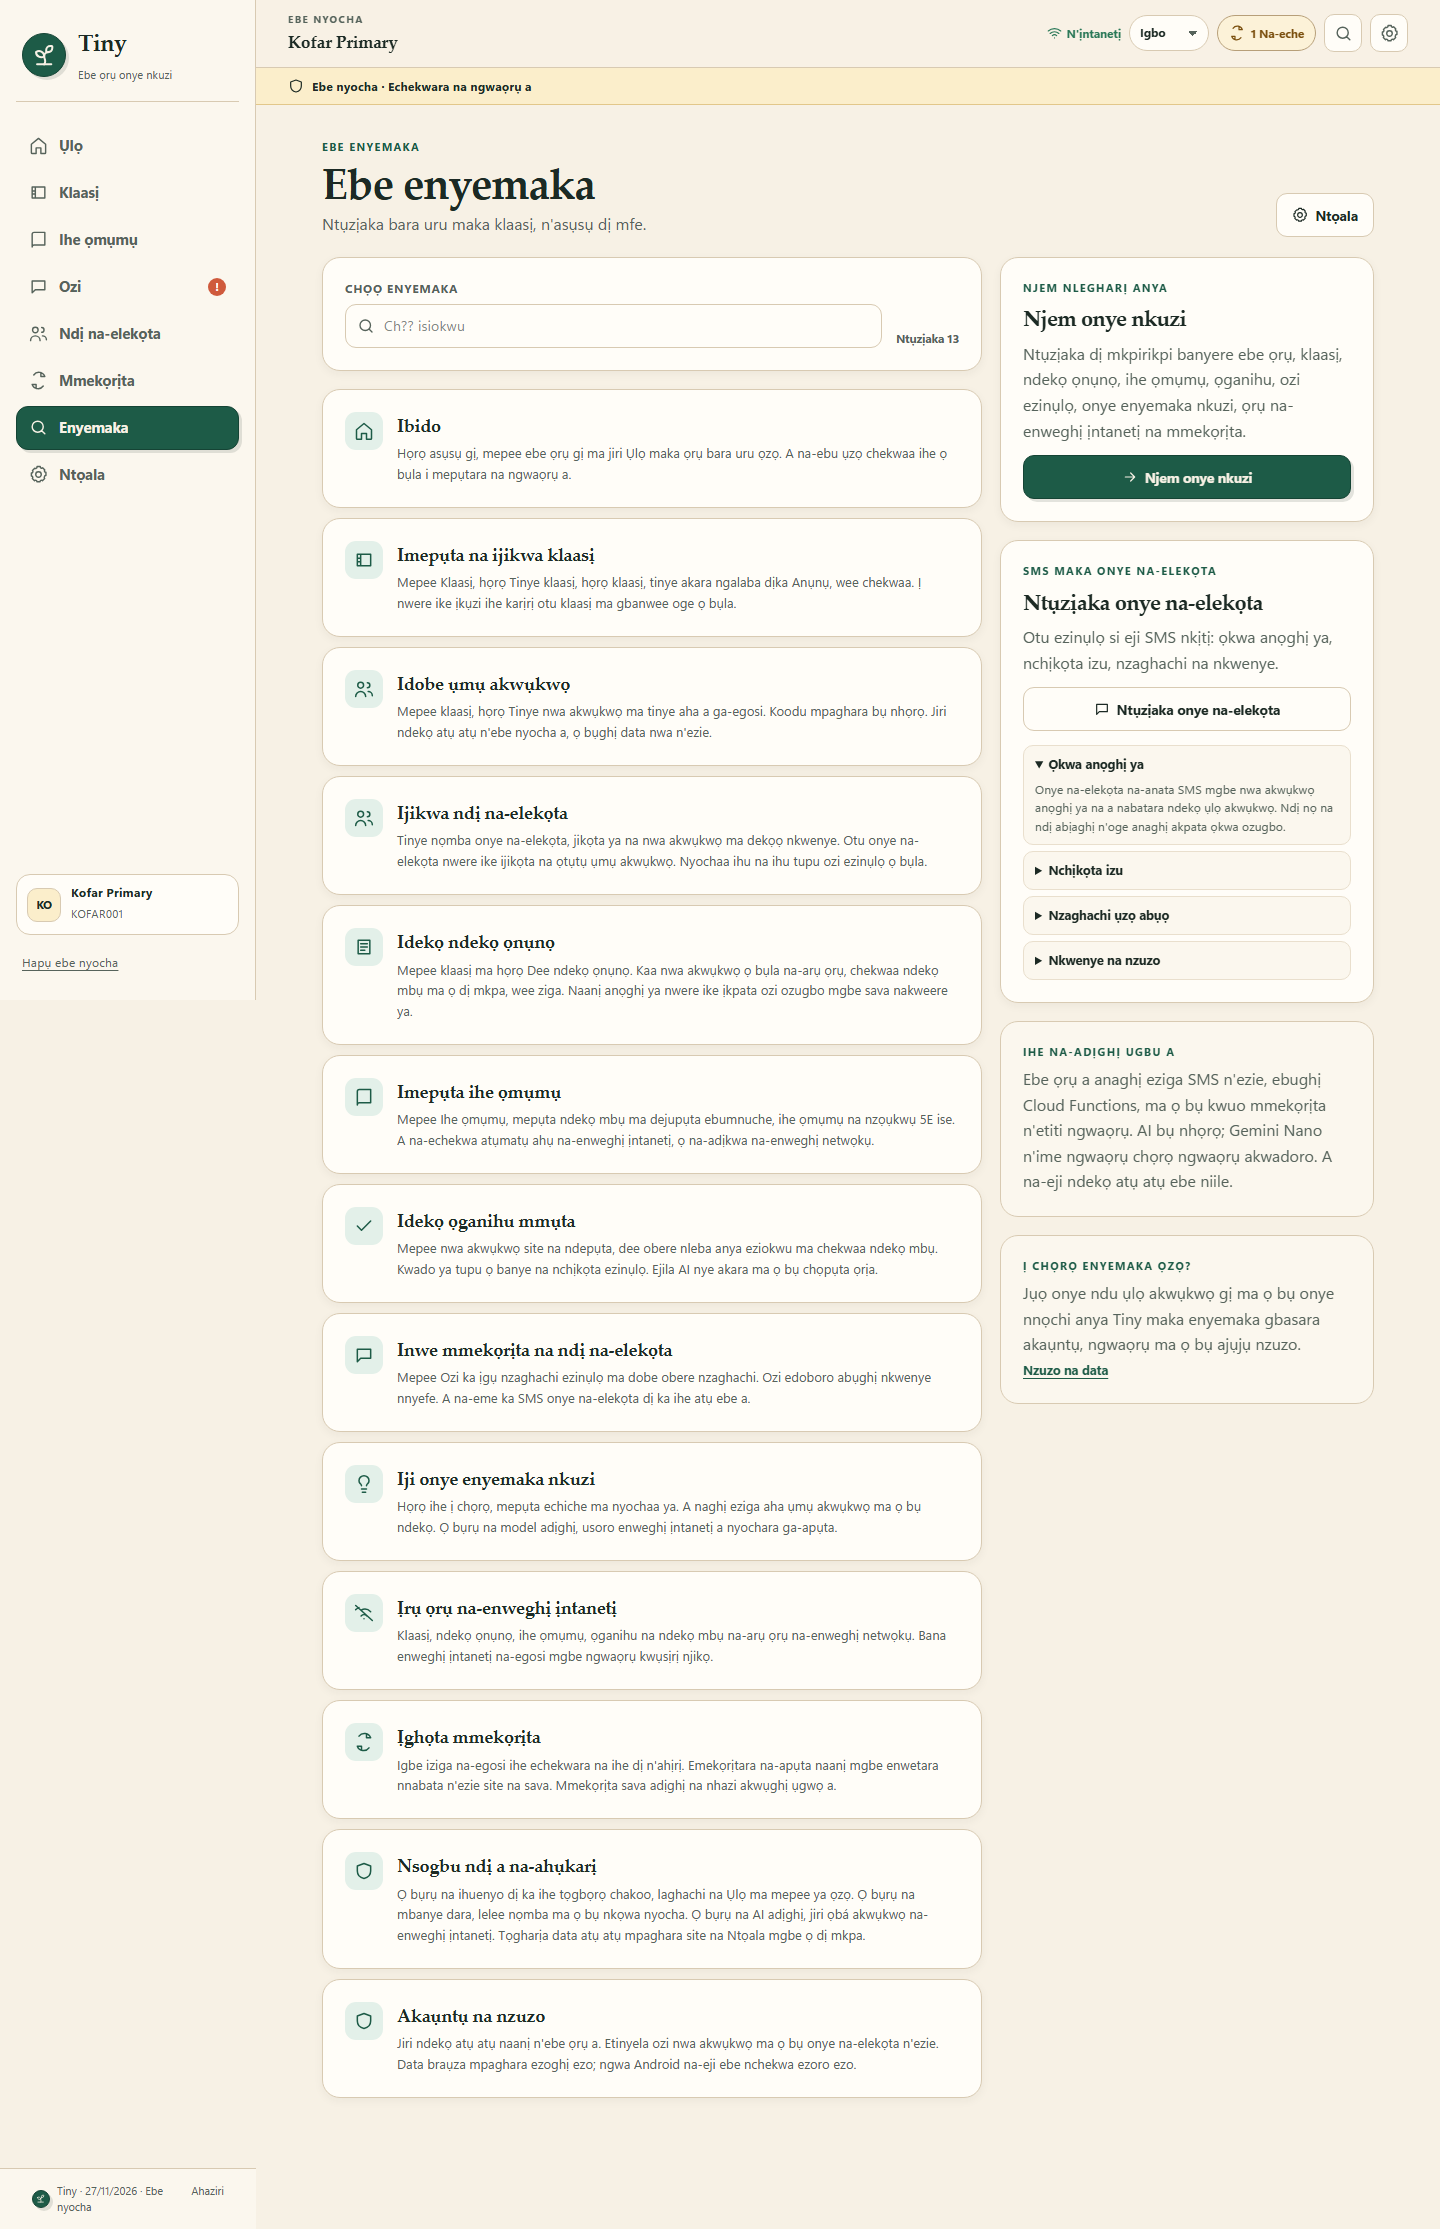 Tiny
Ebe ọrụ onye nkuzi
Ụlọ
Klaasị
Ihe ọmụmụ
Ozi
!
Ndị na-elekọta
Mmekọrịta
Enyemaka
Ntọala
KO
Kofar Primary
KOFAR001
Hapụ ebe nyocha
Tiny · 27/11/2026 · Ebe
nyocha
Ahaziri
EBE NYOCHA
Kofar Primary
N'ịntanetị
Igbo
1 Na-eche
Ebe nyocha · Echekwara na ngwaọrụ a
EBE ENYEMAKA
Ebe enyemaka
Ntụzịaka bara uru maka klaasị, n'asụsụ dị mfe.
Ntọala
CHỌỌ ENYEMAKA
Ch?? isiokwu
Ntụzịaka 13
Ibido
Họrọ asụsụ gị, mepee ebe ọrụ gị ma jiri Ụlọ maka ọrụ bara uru ọzọ. A na-ebu ụzọ chekwaa ihe ọ
bụla i mepụtara na ngwaọrụ a.
Imepụta na ijikwa klaasị
Mepee Klaasị, họrọ Tinye klaasị, họrọ klaasị, tinye akara ngalaba dịka Anụnụ, wee chekwaa. Ị
nwere ike ịkụzi ihe karịrị otu klaasị ma gbanwee oge ọ bụla.
Idobe ụmụ akwụkwọ
Mepee klaasị, họrọ Tinye nwa akwụkwọ ma tinye aha a ga-egosi. Koodu mpaghara bụ nhọrọ. Jiri
ndekọ atụ atụ n'ebe nyocha a, ọ bụghị data nwa n'ezie.
Ijikwa ndị na-elekọta
Tinye nọmba onye na-elekọta, jikọta ya na nwa akwụkwọ ma dekọọ nkwenye. Otu onye na-
elekọta nwere ike ijikọta na ọtụtụ ụmụ akwụkwọ. Nyochaa ihu na ihu tupu ozi ezinụlọ ọ bụla.
Idekọ ndekọ ọnụnọ
Mepee klaasị ma họrọ Dee ndekọ ọnụnọ. Kaa nwa akwụkwọ ọ bụla na-arụ ọrụ, chekwaa ndekọ
mbụ ma ọ dị mkpa, wee ziga. Naanị anọghị ya nwere ike ịkpata ozi ozugbo mgbe sava nakweere
ya.
Imepụta ihe ọmụmụ
Mepee Ihe ọmụmụ, mepụta ndekọ mbụ ma dejupụta ebumnuche, ihe ọmụmụ na nzọụkwụ 5E ise.
A na-echekwa atụmatụ ahụ na-enweghị ịntanetị, ọ na-adịkwa na-enweghị netwọkụ.
Idekọ ọganihu mmụta
Mepee nwa akwụkwọ site na ndepụta, dee obere nleba anya eziokwu ma chekwaa ndekọ mbụ.
Kwado ya tupu ọ banye na nchịkọta ezinụlọ. Ejila AI nye akara ma ọ bụ chọpụta ọrịa.
Inwe mmekọrịta na ndị na-elekọta
Mepee Ozi ka ịgụ nzaghachi ezinụlọ ma dobe obere nzaghachi. Ozi edoboro abụghị nkwenye
nnyefe. A na-eme ka SMS onye na-elekọta dị ka ihe atụ ebe a.
Iji onye enyemaka nkuzi
Họrọ ihe ị chọrọ, mepụta echiche ma nyochaa ya. A naghị eziga aha ụmụ akwụkwọ ma ọ bụ
ndekọ. Ọ bụrụ na model adịghị, usoro enweghị ịntanetị a nyochara ga-apụta.
Ịrụ ọrụ na-enweghị ịntanetị
Klaasị, ndekọ ọnụnọ, ihe ọmụmụ, ọganihu na ndekọ mbụ na-arụ ọrụ na-enweghị netwọkụ. Bana
enweghị ịntanetị na-egosi mgbe ngwaọrụ kwụsịrị njikọ.
Ịghọta mmekọrịta
Igbe iziga na-egosi ihe echekwara na ihe dị n'ahịrị. Emekọrịtara na-apụta naanị mgbe enwetara
nnabata n'ezie site na sava. Mmekọrịta sava adịghị na nhazi akwụghị ụgwọ a.
Nsogbu ndị a na-ahụkarị
Ọ bụrụ na ihuenyo dị ka ihe tọgbọrọ chakoo, laghachi na Ụlọ ma mepee ya ọzọ. Ọ bụrụ na
mbanye dara, lelee nọmba ma ọ bụ nkọwa nyocha. Ọ bụrụ na AI adịghị, jiri ọbá akwụkwọ na-
enweghị ịntanetị. Tọgharịa data atụ atụ mpaghara site na Ntọala mgbe ọ dị mkpa.
Akaụntụ na nzuzo
Jiri ndekọ atụ atụ naanị n'ebe ọrụ a. Etinyela ozi nwa akwụkwọ ma ọ bụ onye na-elekọta n'ezie.
Data braụza mpaghara ezoghị ezo; ngwa Android na-eji ebe nchekwa ezoro ezo.
NJEM NLEGHARỊ ANYA
Njem onye nkuzi
Ntụzịaka dị mkpirikpi banyere ebe ọrụ, klaasị,
ndekọ ọnụnọ, ihe ọmụmụ, ọganihu, ozi
ezinụlọ, onye enyemaka nkuzi, ọrụ na-
enweghị ịntanetị na mmekọrịta.
Njem onye nkuzi
SMS MAKA ONYE NA-ELEKỌTA
Ntụzịaka onye na-elekọta
Otu ezinụlọ si eji SMS nkịtị: ọkwa anọghị ya,
nchịkọta izu, nzaghachi na nkwenye.
Ntụzịaka onye na-elekọta
Ọkwa anọghị ya
Onye na-elekọta na-anata SMS mgbe nwa akwụkwọ
anọghị ya na a nabatara ndekọ ụlọ akwụkwọ. Ndị nọ na
ndị abịaghị n'oge anaghị akpata ọkwa ozugbo.
Nchịkọta izu
Nzaghachi ụzọ abụọ
Nkwenye na nzuzo
IHE NA-ADỊGHỊ UGBU A
Ebe ọrụ a anaghị eziga SMS n'ezie, ebughị
Cloud Functions, ma ọ bụ kwuo mmekọrịta
n'etiti ngwaọrụ. AI bụ nhọrọ; Gemini Nano
n'ime ngwaọrụ chọrọ ngwaọrụ akwadoro. A
na-eji ndekọ atụ atụ ebe niile.
Ị CHỌRỌ ENYEMAKA ỌZỌ?
Jụọ onye ndu ụlọ akwụkwọ gị ma ọ bụ onye
nnọchi anya Tiny maka enyemaka gbasara
akaụntụ, ngwaọrụ ma ọ bụ ajụjụ nzuzo.
Nzuzo na data